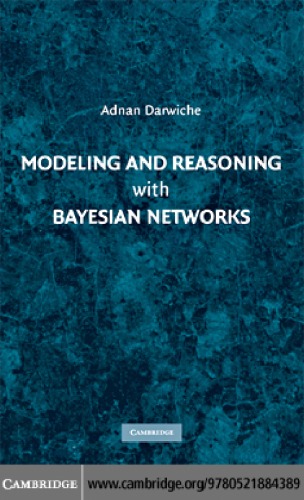 Adnan Darwiche
MODELING AND REASONING
with
BAYESIAN NETWORKS
CAMBRIDGE
CAMBRIDGE www.cambridge.org/9780521884389